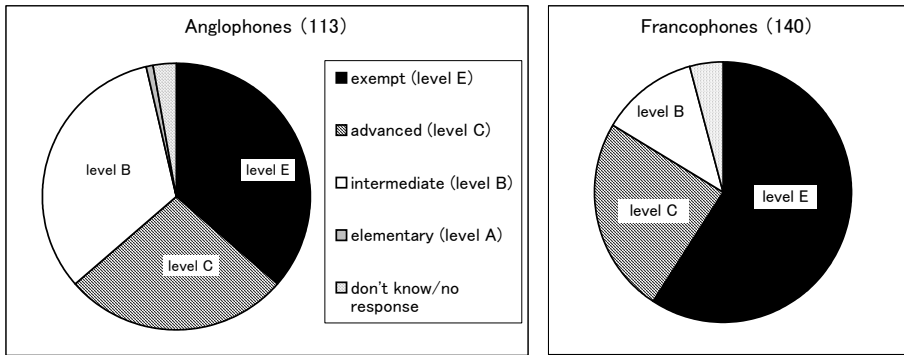 Anglophones (113)
level E
level C
level B
exempt (level E)
advanced (level C)
intermediate (level B)
elementary (level A)
don't know/no
response
Francophones (140)
level E
level C
level B